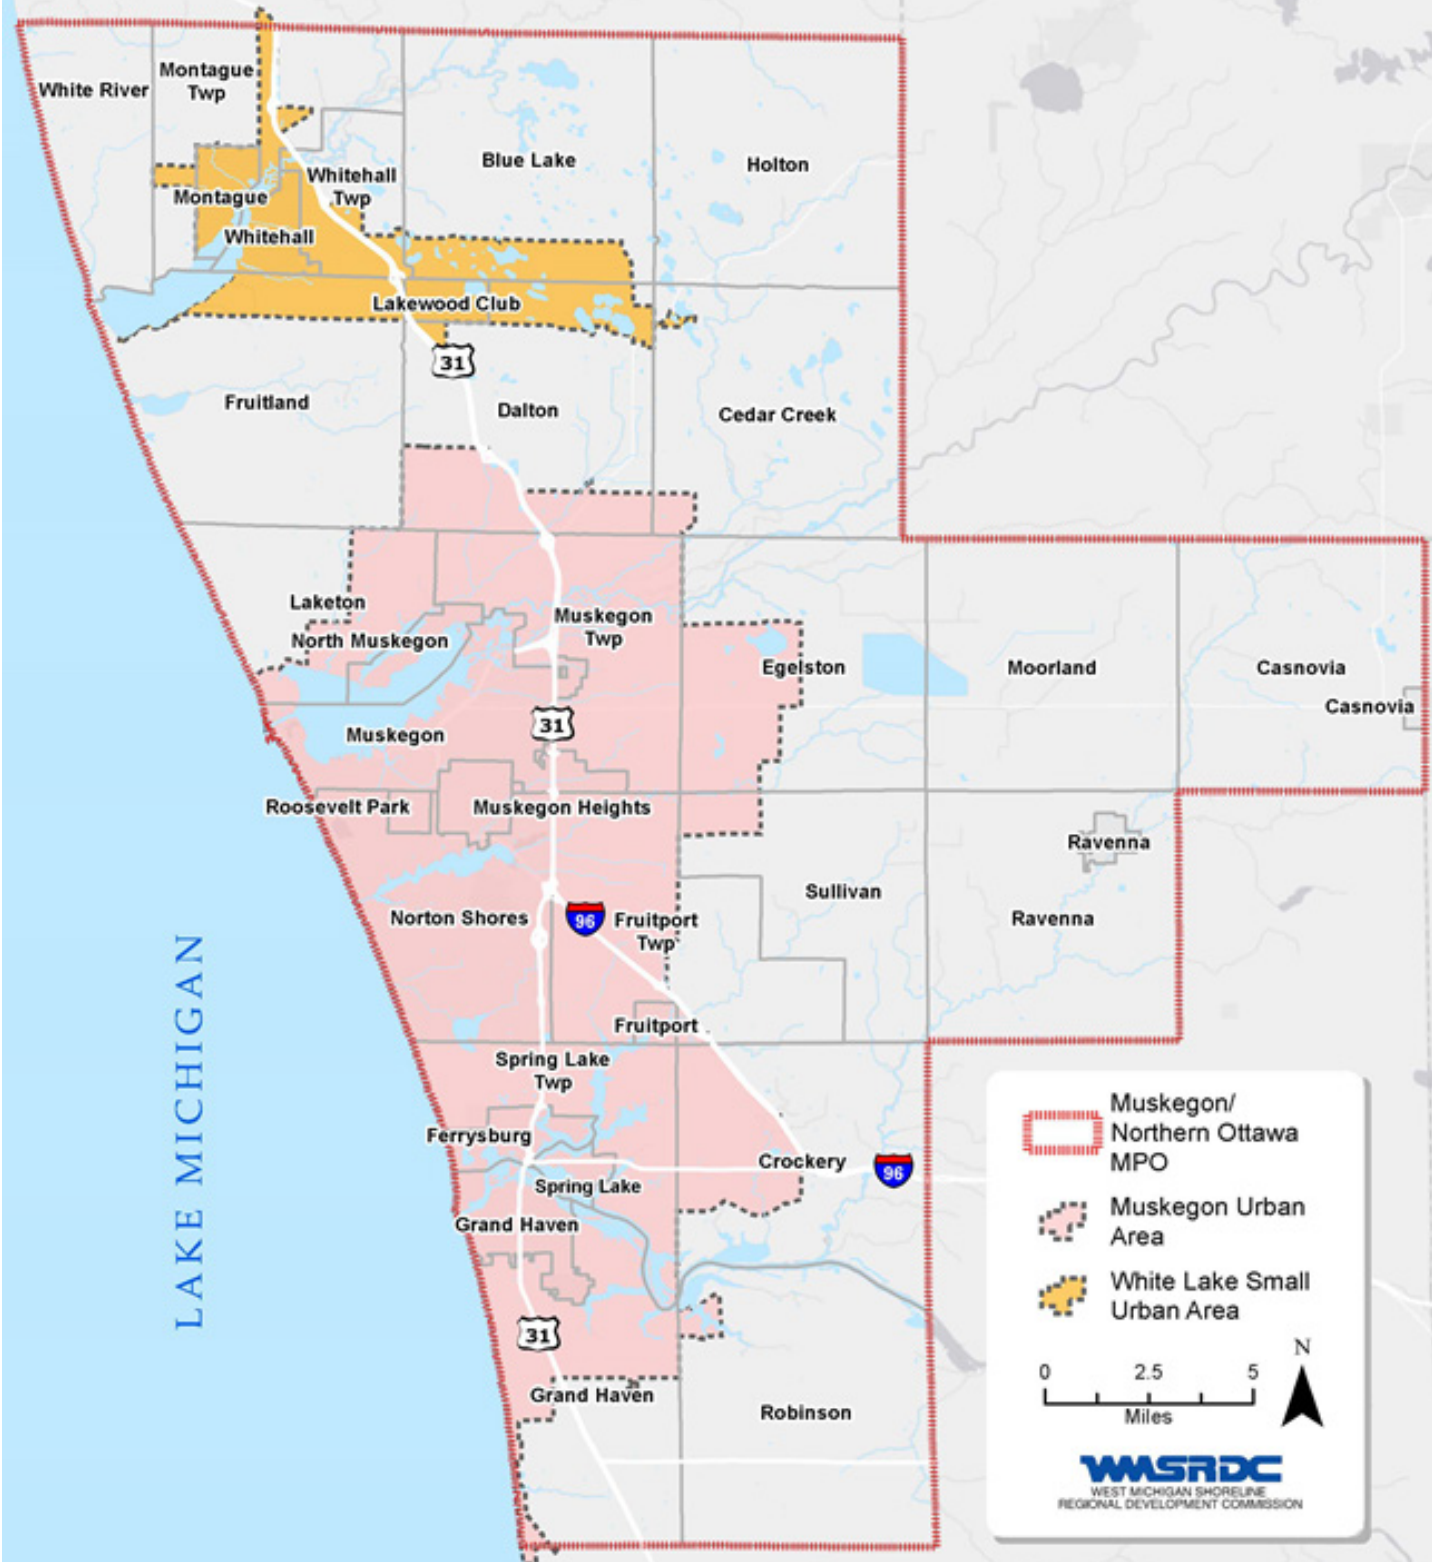 White River
Montague
Twp
Blue Lake
Holton
Whitehall
Twp
Montague
Whitehall
Lakewood Club
31
Fruitland
Dalton
Cedar Creek
Laketon
North Muskegon
Muskegon
Twp
Egelston
Moorland
Casnovia
Casnovia
31
Muskegon
Roosevelt Park
Muskegon Heights
Ravenna
Sullivan
Norton Shores
96
Fruitport
Twp
Ravenna
Fruitport
LAKE MICHIGAN
Spring Lake
Twp
Ferrysburg
Crockery
96
Spring Lake
Grand Haven
31
Grand Haven
Robinson
Muskegon/
Northern Ottawa
MPO
Muskegon Urban
Area
White Lake Small
Urban Area
N
0 2.5 5
Miles
WMSRDC
WEST MICHIGAN SHORELINE
REGIONAL DEVELOPMENT COMMISSION